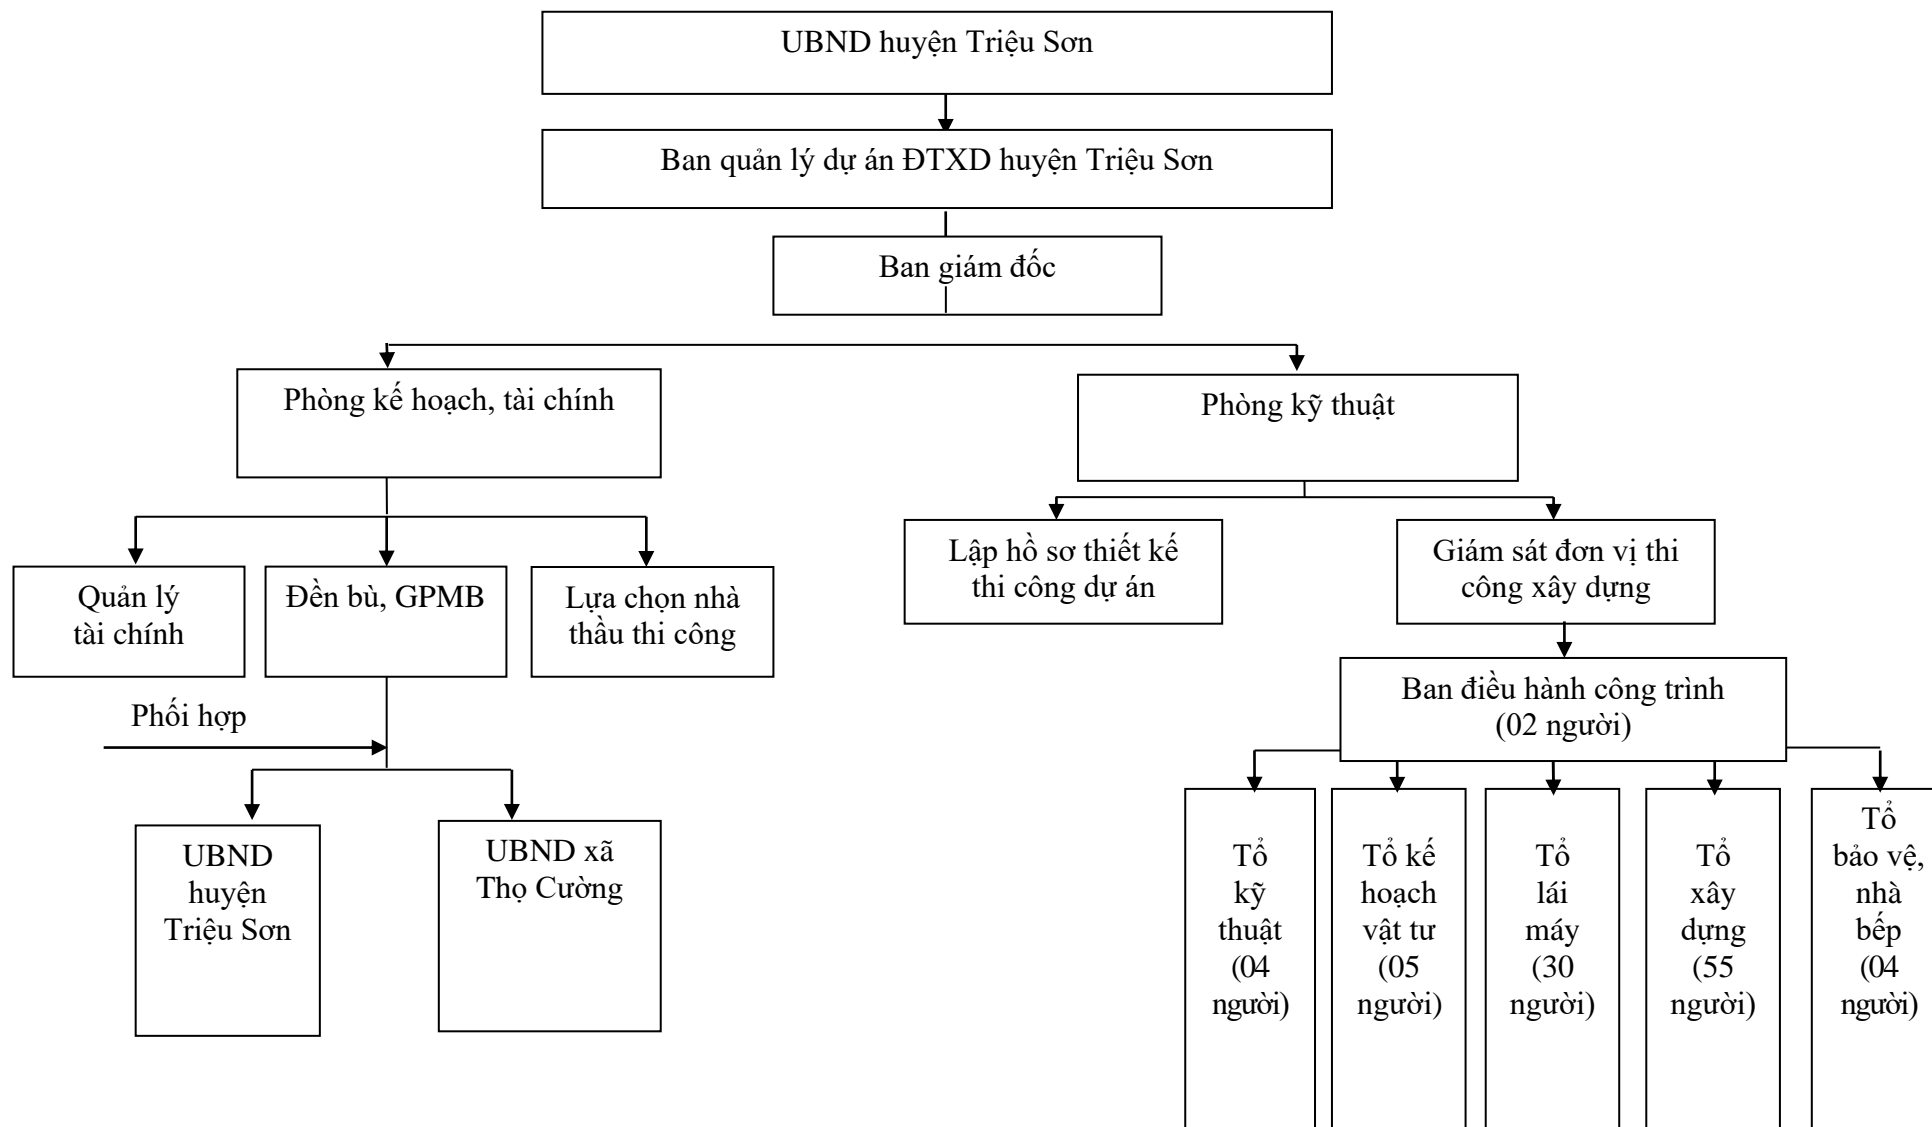 UBND huyện Triệu Sơn
Ban quản lý dự án ĐTXD huyện Triệu Sơn
Ban giám đốc
Phòng kế hoạch, tài chính
Phòng kỹ thuật
Quản lý
tài chính
Đền bù, GPMB
Lựa chọn nhà
thầu thi công
Lập hồ sơ thiết kế
thi công dự án
Giám sát đơn vị thi
công xây dựng
Phối hợp
UBND
huyện
Triệu Sơn
UBND xã
Thọ Cường
Ban điều hành công trình
(02 người)
Tổ
kỹ
thuật
(04
người)
Tổ kế
hoạch
vật tư
(05
người)
Tổ
lái
máy
(30
người)
Tổ
xây
dựng
(55
người)
Tổ
bảo vệ,
nhà
bếp
(04
người)